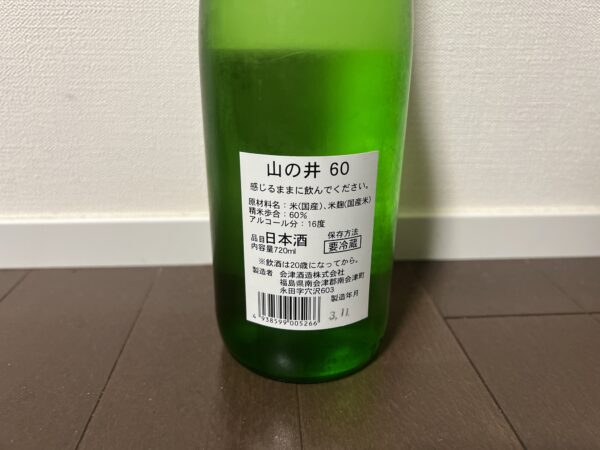 山の井 60
感じるままに飲んでください。
原材料名：米(国産)、米麹(国産米)
精米歩合：60%
アルコール分：16度
品目 日本酒
保存方法
要冷蔵
内容量720ml
※飲酒は20歳になってから。
製造者 会津酒造株式会社
福島県南会津郡南会津町
永田字穴沢603
製造年月
3.11
4 938599 005266